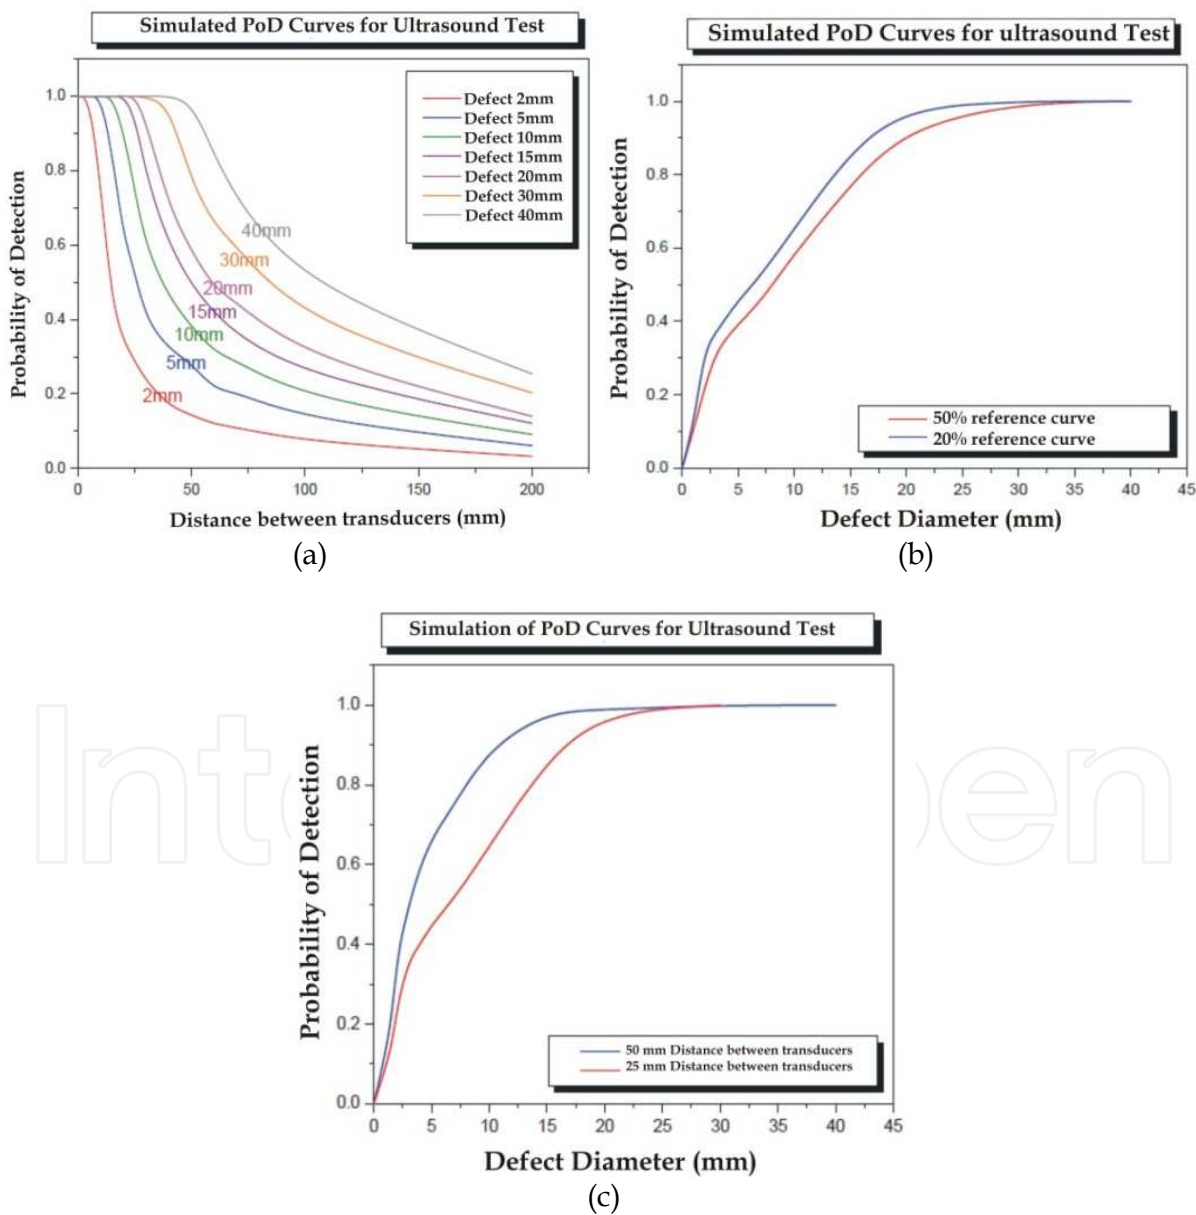 Simulated PoD Curves for Ultrasound Test
Probability of Detection
1.0
0.8
0.6
0.4
0.2
0.0
Defect 2mm
Defect 5mm
Defect 10mm
Defect 15mm
Defect 20mm
Defect 30mm
Defect 40mm
40mm
30mm
20mm
15mm
10mm
5mm
2mm
0 50 100 150 200
Distance between transducers (mm)
(a)
Simulated PoD Curves for ultrasound Test
Probability of Detection
1.0
0.8
0.6
0.4
0.2
0.0
50% reference curve
20% reference curve
0 5 10 15 20 25 30 35 40 45
Defect Diameter (mm)
(b)
Simulation of PoD Curves for Ultrasound Test
Probability of Detection
1.0
0.8
0.6
0.4
0.2
0.0
50 mm Distance between transducers
25 mm Distance between transducers
0 5 10 15 20 25 30 35 40 45
Defect Diameter (mm)
(c)